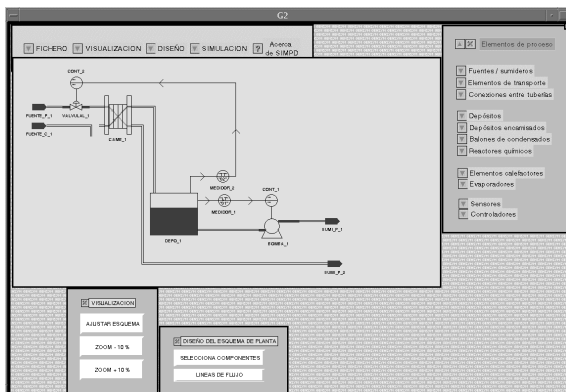 G2
FICHERO
VISUALIZACION
DISEÑO
SIMULACION
?
Acerca
de SIMPD
Elementos de proceso
Fuentes / sumideros
Elementos de transporte
Conexiones entre tuberías
Depósitos
Depósitos encamisados
Balones de condensados
Reactores químicos
Elementos calefactores
Evaporadores
Sensores
Controladores
CONT_2
FUENTE_P_1
VALVULA1_1
FUENTE_C_1
CAMB_1
MEDIDOR_2
MEDIDOR_1
CONT_1
DEPO_1
BOMBA_1
SUMI_P_1
SUMI_P_2
VISUALIZACION
AJUSTAR ESQUEMA
ZOOM - 10 %
ZOOM + 10 %
DISEÑO DEL ESQUEMA DE PLANTA
SELECCIONA COMPONENTES
LINEAS DE FLUJO